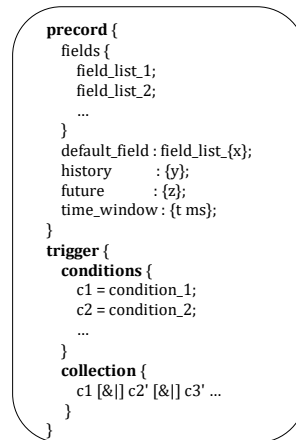 precord {
fields {
field_list_1;
field_list_2;
...
}
default_field : field_list_{x};
history : {y};
future : {z};
time_window : {t ms};
}
trigger {
conditions {
c1 = condition_1;
c2 = condition_2;
...
}
collection {
c1 [&|] c2' [&|] c3' ...
}
}